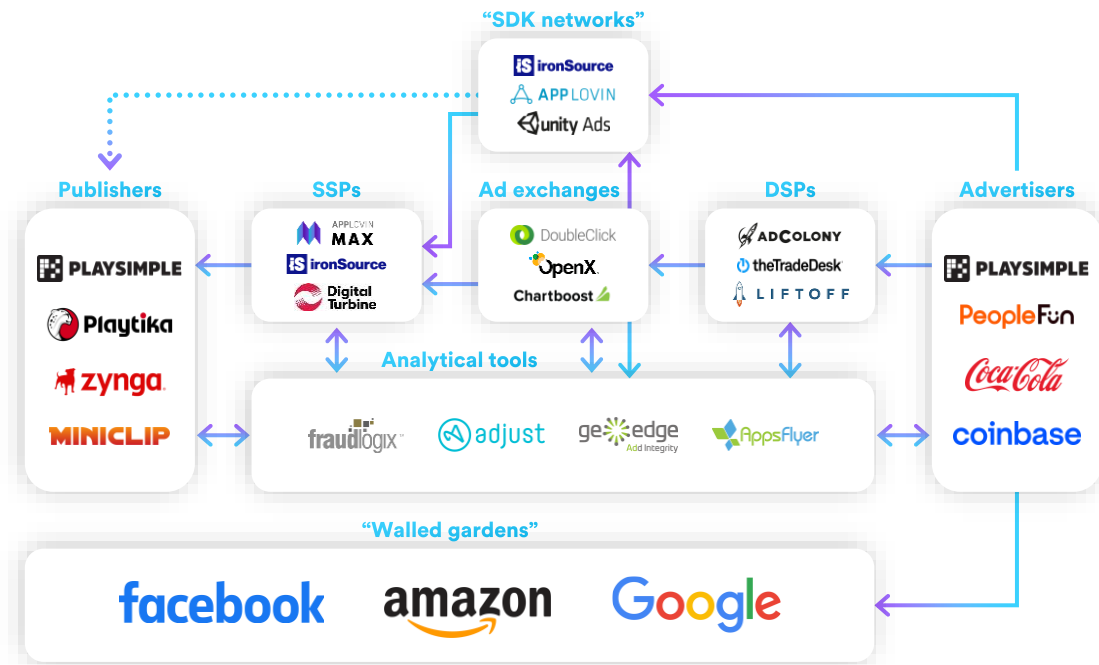 “SDK networks”
ironSource
APPLOVIN
unity Ads
Publishers
SSPs
Ad exchanges
DSPs
Advertisers
PLAYSIMPLE
Playtika
zynga
MINICLIP
APPLOVIN
MAX
ironSource
Digital
Turbine
DoubleClick
OpenX
Chartboost
ADCOLONY
theTradeDesk
LIFTOFF
PLAYSIMPLE
PeopleFun
Coca-Cola
coinbase
Analytical tools
fraudlogix™
adjust
geoedge
Add Integrity
AppsFlyer
“Walled gardens”
facebook
amazon
Google